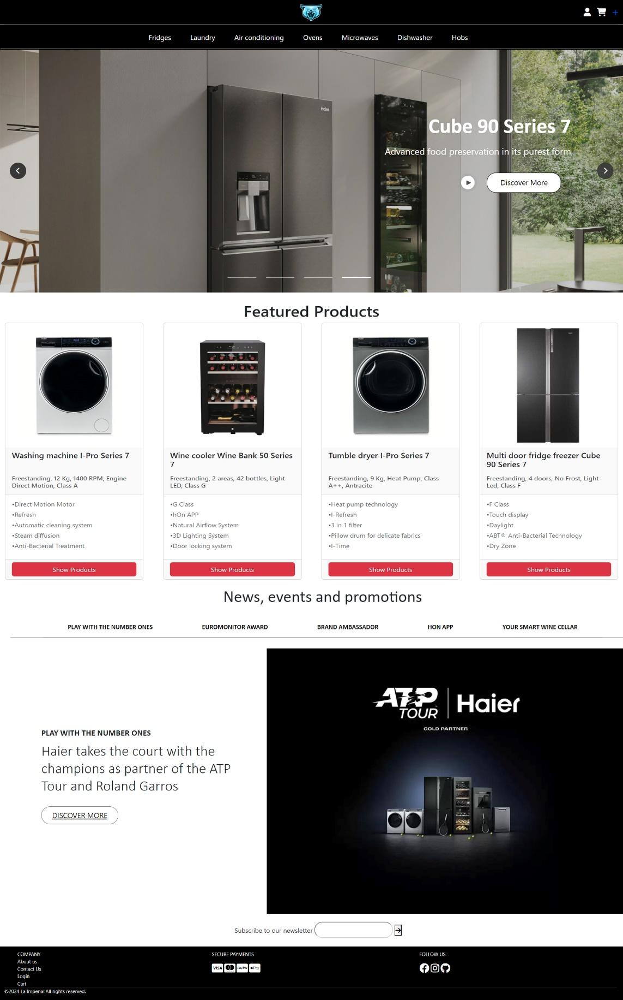 Fridges Laundry Air conditioning Ovens Microwaves Dishwasher Hobs
Haier
Cube 90 Series 7
Advanced food preservation in its purest form
Discover More
Featured Products
Washing machine I-Pro Series 7
Freestanding, 12 Kg, 1400 RPM, Engine
Direct Motion, Class A
•Direct Motion Motor
•Refresh
•Automatic cleaning system
•Steam diffusion
•Anti-Bacterial Treatment
Show Products
Wine cooler Wine Bank 50 Series
7
Freestanding, 2 areas, 42 bottles, Light
LED, Class G
•G Class
•hOn APP
•Natural Airflow System
•3D Lighting System
•Door locking system
Show Products
Tumble dryer I-Pro Series 7
Freestanding, 9 Kg, Heat Pump, Class
A++, Antracite
•Heat pump technology
•I-Refresh
•3 in 1 filter
•Pillow drum for delicate fabrics
•I-Time
Show Products
Multi door fridge freezer Cube
90 Series 7
Freestanding, 4 doors, No Frost, Light
Led, Class F
•F Class
•Touch display
•Daylight
•ABT® Anti-Bacterial Technology
•Dry Zone
Show Products
News, events and promotions
PLAY WITH THE NUMBER ONES EUROMONITOR AWARD BRAND AMBASSADOR HON APP YOUR SMART WINE CELLAR
PLAY WITH THE NUMBER ONES
Haier takes the court with the
champions as partner of the ATP
Tour and Roland Garros
DISCOVER MORE
ATP
TOUR
Haier
GOLD PARTNER
Subscribe to our newsletter
COMPANY
About us
Contact Us
Login
Cart
SECURE PAYMENTS
VISA PayPal Pay
FOLLOW US
©2034 La Imperial.All rights reserved.